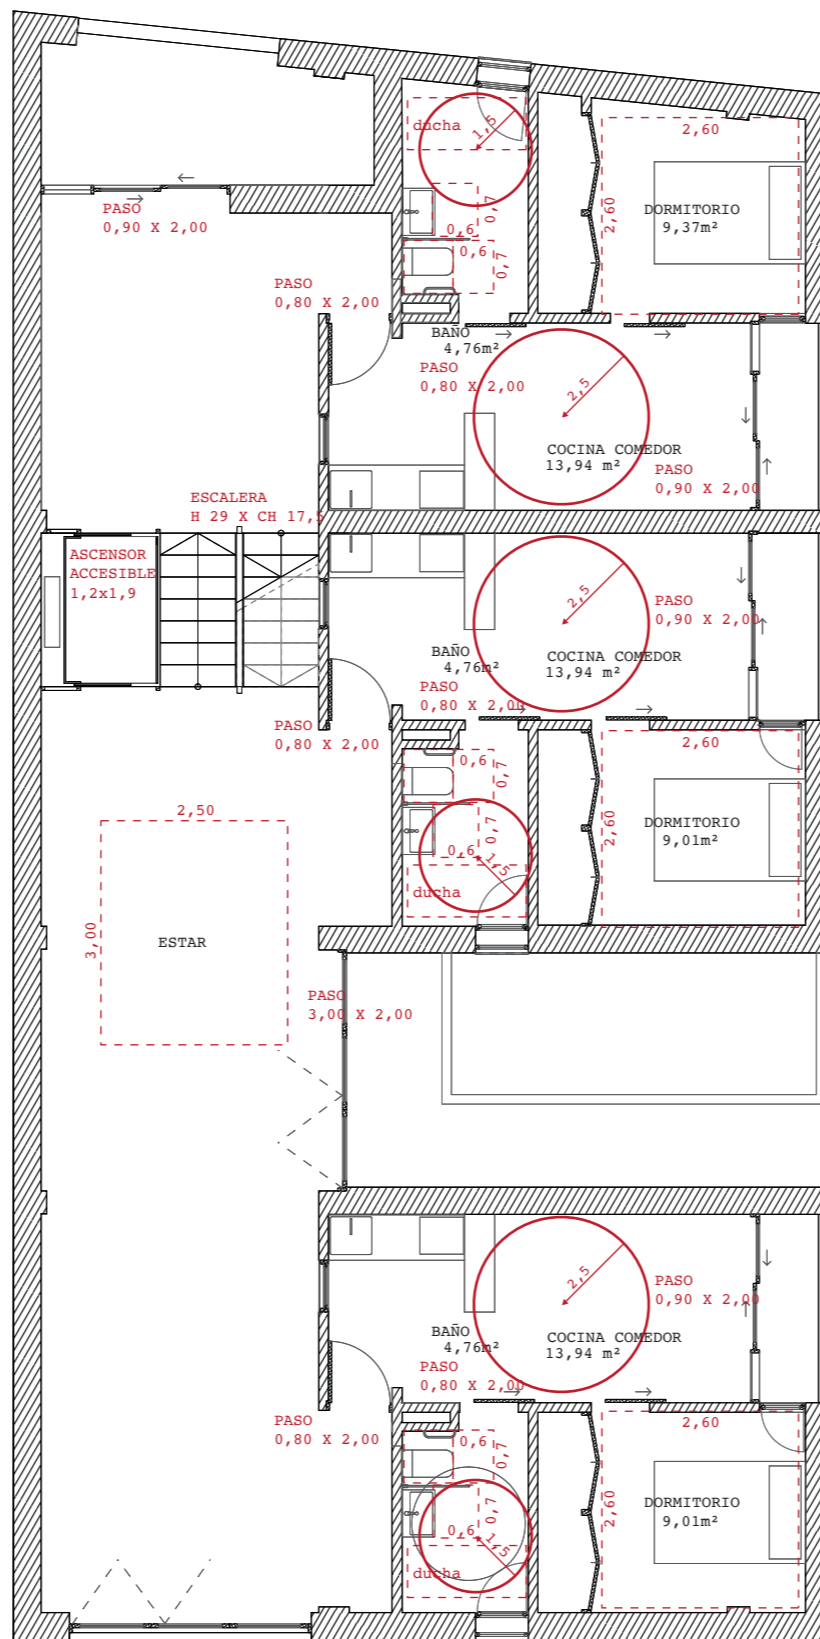 ducha
1,5
2,60
PASO
0,90 X 2,00
0,7
0,6
2,60
DORMITORIO
9,37m²
0,6
0,7
PASO
0,80 X 2,00
BAÑO
4,76m²
PASO
0,80 X 2,00
2,5
COCINA COMEDOR
13,94 m²
PASO
0,90 X 2,00
ESCALERA
H 29 X CH 17,5
ASCENSOR
ACCESIBLE
1,2x1,9
2,5
PASO
0,90 X 2,00
BAÑO
4,76m²
COCINA COMEDOR
13,94 m²
PASO
0,80 X 2,00
PASO
0,80 X 2,00
2,60
0,6
0,7
2,50
0,7
2,60
DORMITORIO
9,01m²
0,6
1,5
ducha
3,00
ESTAR
PASO
3,00 X 2,00
2,5
PASO
0,90 X 2,00
BAÑO
4,76m²
COCINA COMEDOR
13,94 m²
PASO
0,80 X 2,00
PASO
0,80 X 2,00
2,60
0,6
0,7
0,7
2,60
DORMITORIO
9,01m²
0,6
1,5
ducha